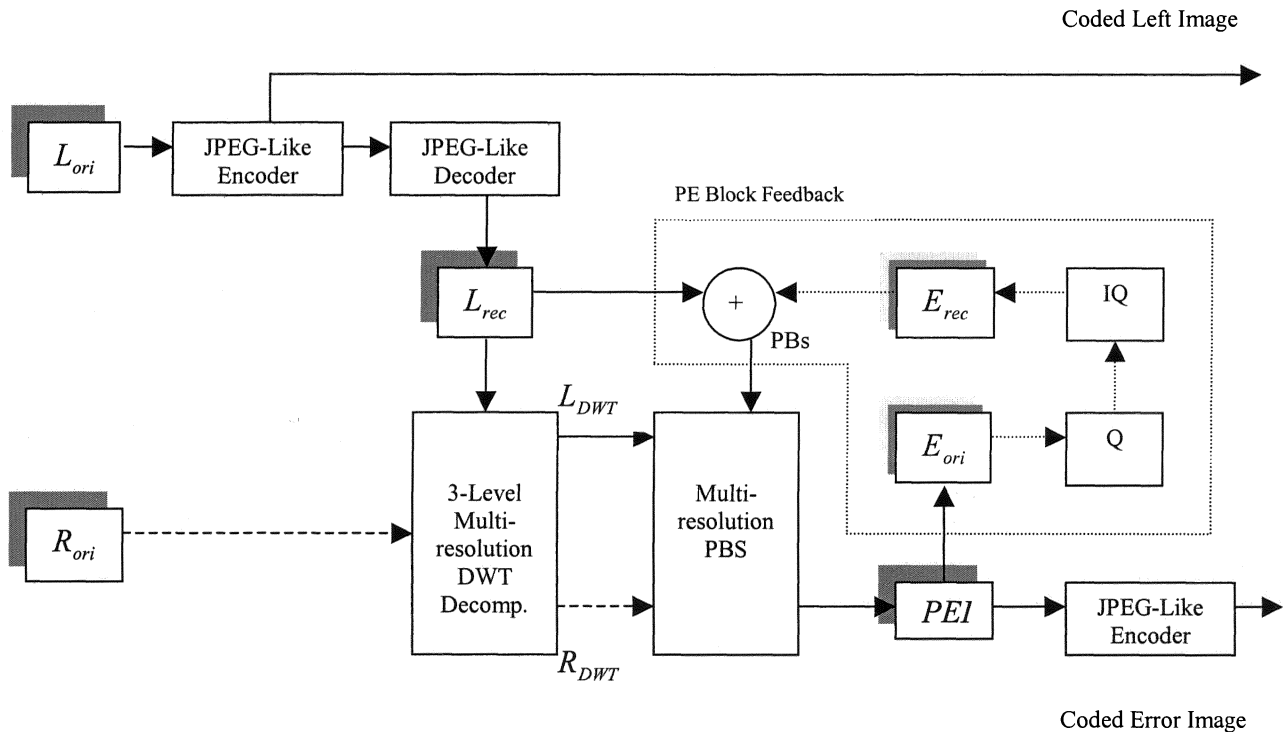 Coded Left Image
L_ori
JPEG-Like
Encoder
JPEG-Like
Decoder
PE Block Feedback
L_rec
+
PBs
E_rec
IQ
L_DWT
E_ori
Q
3-Level
Multi-
resolution
DWT
Decomp.
Multi-
resolution
PBS
R_ori
PEI
JPEG-Like
Encoder
R_DWT
Coded Error Image